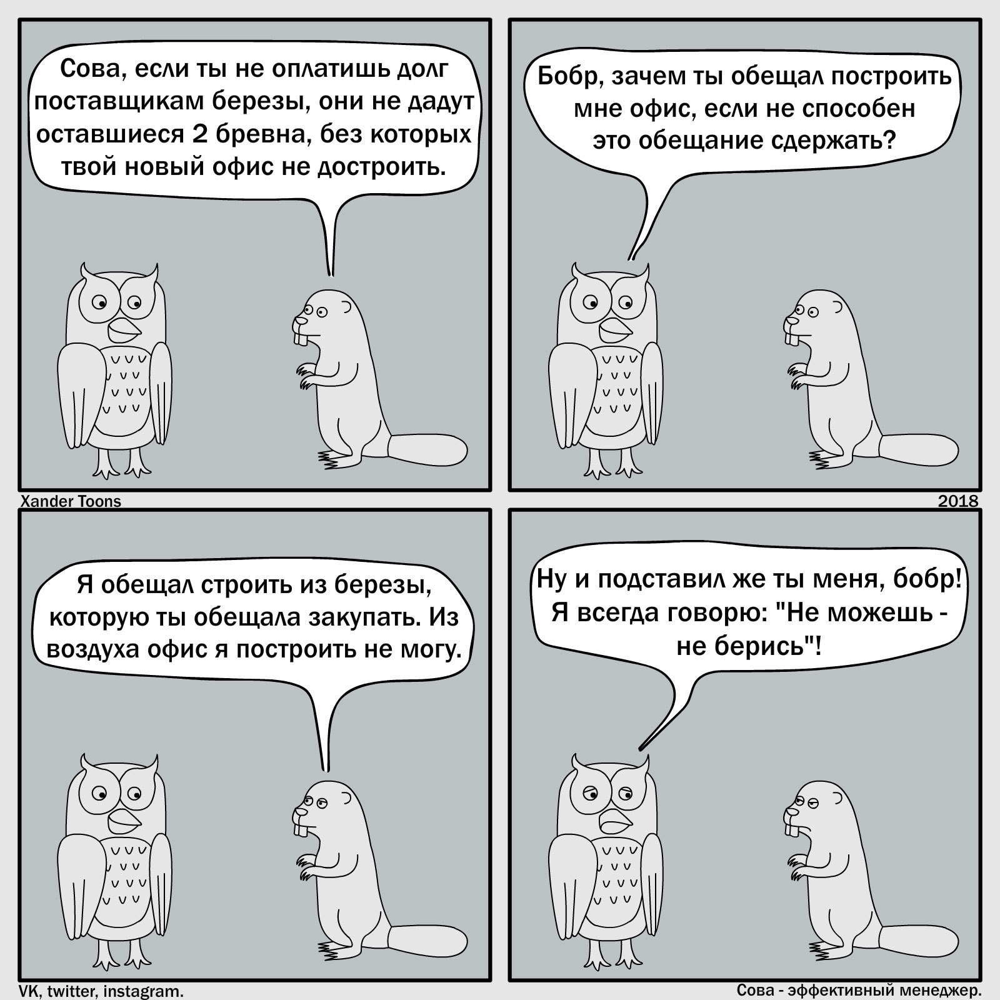 Сова, если ты не оплатишь долг
поставщикам березы, они не дадут
оставшиеся 2 бревна, без которых
твой новый офис не достроить.
Бобр, зачем ты обещал построить
мне офис, если не способен
это обещание сдержать?
Xander Toons
2018
Я обещал строить из березы,
которую ты обещала закупать. Из
воздуха офис я построить не могу.
Ну и подставил же ты меня, бобр!
Я всегда говорю: "Не можешь -
не берись"!
VK, twitter, instagram.
Сова - эффективный менеджер.